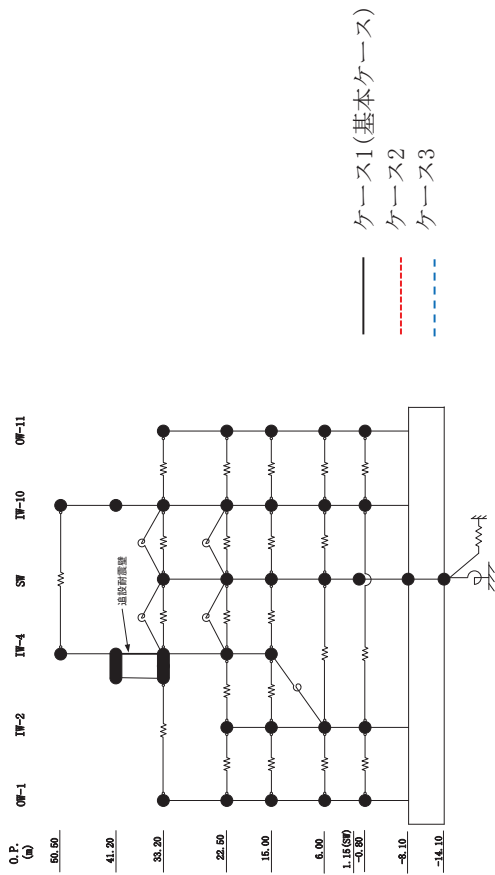 O.P.
(m)
OW-1
IW-2
IW-4
SW
IW-10
OW-11
50.50
41.20
33.20
22.50
15.00
6.00
1.15(SW)
-0.80
-8.10
-14.10
追設耐震壁
ケース1(基本ケース)
ケース2
ケース3